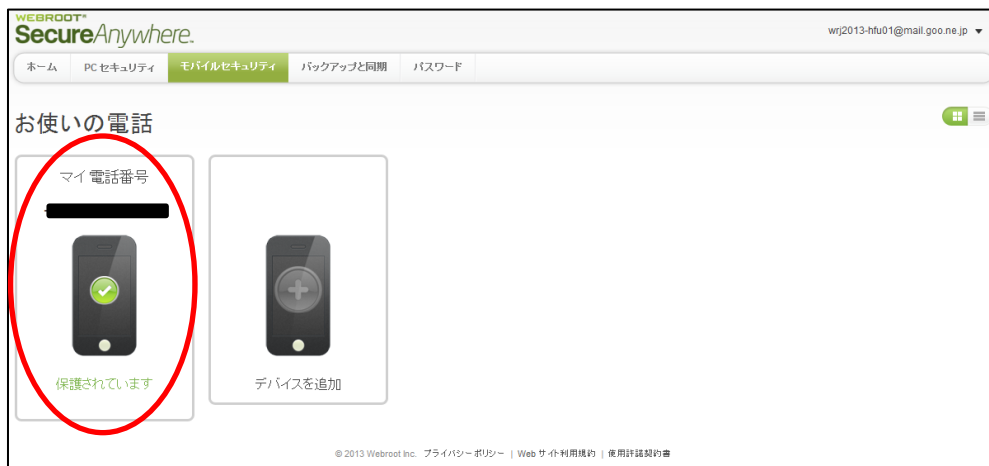 WEBROOT®
SecureAnywhere.
wrj2013-hfu01@mail.goo.ne.jp
ホーム PCセキュリティ モバイルセキュリティ バックアップと同期 パスワード
お使いの電話
マイ 電話番号
保護されています
デバイスを追加
© 2013 Webroot Inc. プライバシーポリシー | Web サイト利用規約 | 使用許諾契約書